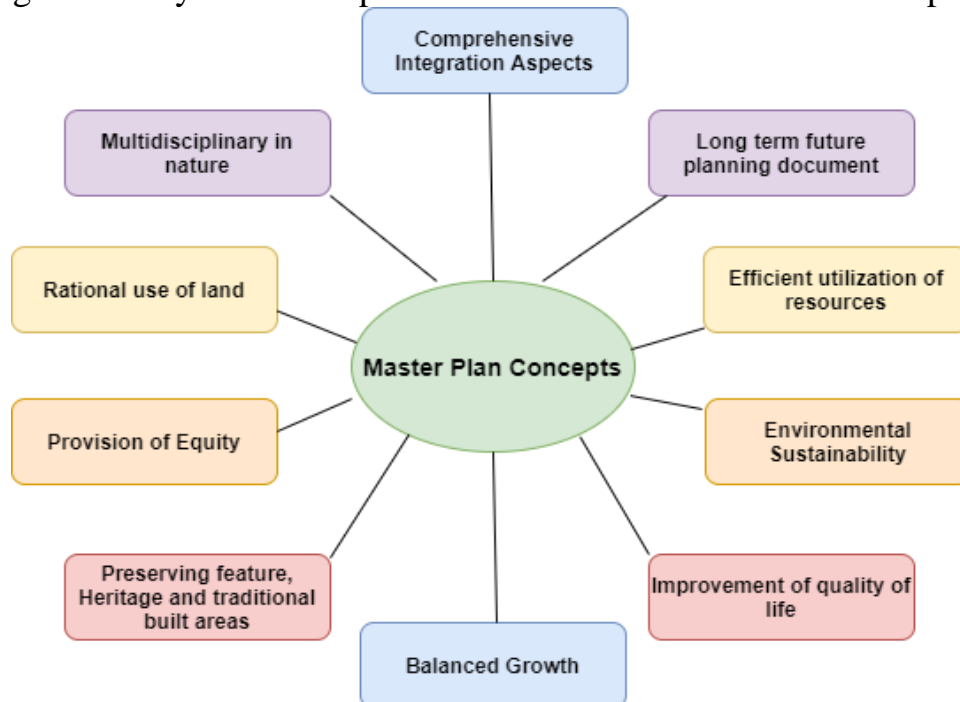 Comprehensive
Integration Aspects
Multidisciplinary in
nature
Long term future
planning document
Rational use of land
Efficient utilization of
resources
Master Plan Concepts
Provision of Equity
Environmental
Sustainability
Preserving feature,
Heritage and traditional
built areas
Improvement of quality of
life
Balanced Growth